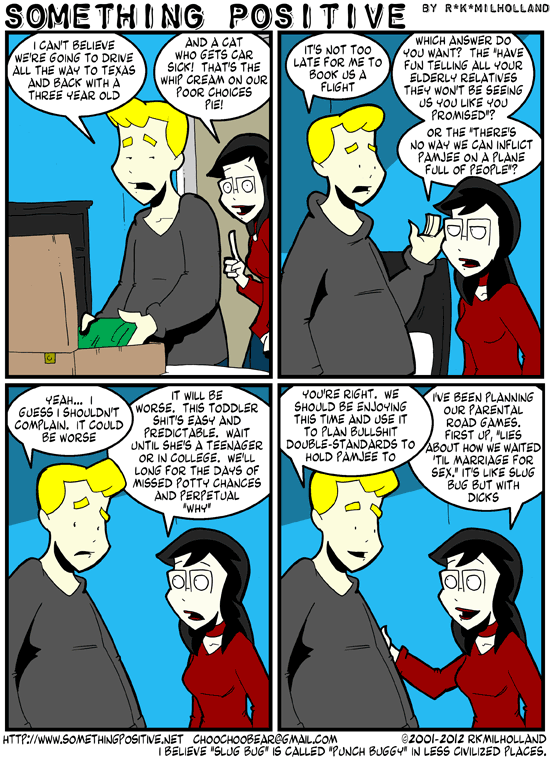 SOMETHING POSITIVE BY R*K*MILHOLLAND
I CAN'T BELIEVE
WE'RE GOING TO DRIVE
ALL THE WAY TO TEXAS
AND BACK WITH A
THREE YEAR OLD
AND A CAT
WHO GETS CAR
SICK! THAT'S THE
WHIP CREAM ON OUR
POOR CHOICES
PIE!
IT'S NOT TOO
LATE FOR ME TO
BOOK US A
FLIGHT
WHICH ANSWER DO
YOU WANT? THE "HAVE
FUN TELLING ALL YOUR
ELDERLY RELATIVES
THEY WON'T BE SEEING
US YOU LIKE YOU
PROMISED"?
OR THE "THERE'S
NO WAY WE CAN INFLICT
PAMJEE ON A PLANE
FULL OF PEOPLE"?
YEAH... I
GUESS I SHOULDN'T
COMPLAIN. IT COULD
BE WORSE
IT WILL BE
WORSE. THIS TODDLER
SHIT'S EASY AND
PREDICTABLE. WAIT
UNTIL SHE'S A TEENAGER
OR IN COLLEGE. WE'LL
LONG FOR THE DAYS OF
MISSED POTTY CHANCES
AND PERPETUAL
"WHY"
YOU'RE RIGHT. WE
SHOULD BE ENJOYING
THIS TIME AND USE IT
TO PLAN BULLSHIT
DOUBLE-STANDARDS TO
HOLD PAMJEE TO
I'VE BEEN PLANNING
OUR PARENTAL
ROAD GAMES.
FIRST UP, "LIES
ABOUT HOW WE WAITED
'TIL MARRIAGE FOR
SEX." IT'S LIKE SLUG
BUG BUT WITH
DICKS
HTTP://WWW.SOMETHINGPOSITIVE.NET CHOOCHOOBEAR@GMAIL.COM ©2001-2012 RKMILHOLLAND
I BELIEVE "SLUG BUG" IS CALLED "PUNCH BUGGY" IN LESS CIVILIZED PLACES.